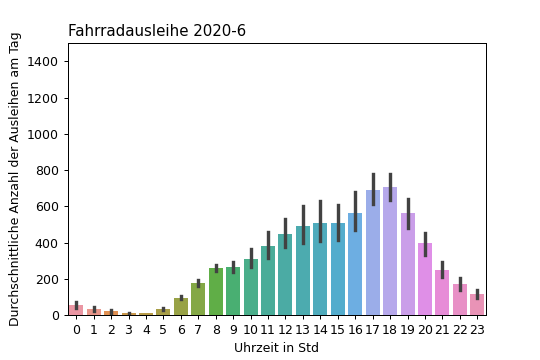 Fahrradausleihe 2020-6
Durchschnittliche Anzahl der Ausleihen am Tag
1400
1200
1000
800
600
400
200
0
0 1 2 3 4 5 6 7 8 9 10 11 12 13 14 15 16 17 18 19 20 21 22 23
Uhrzeit in Std